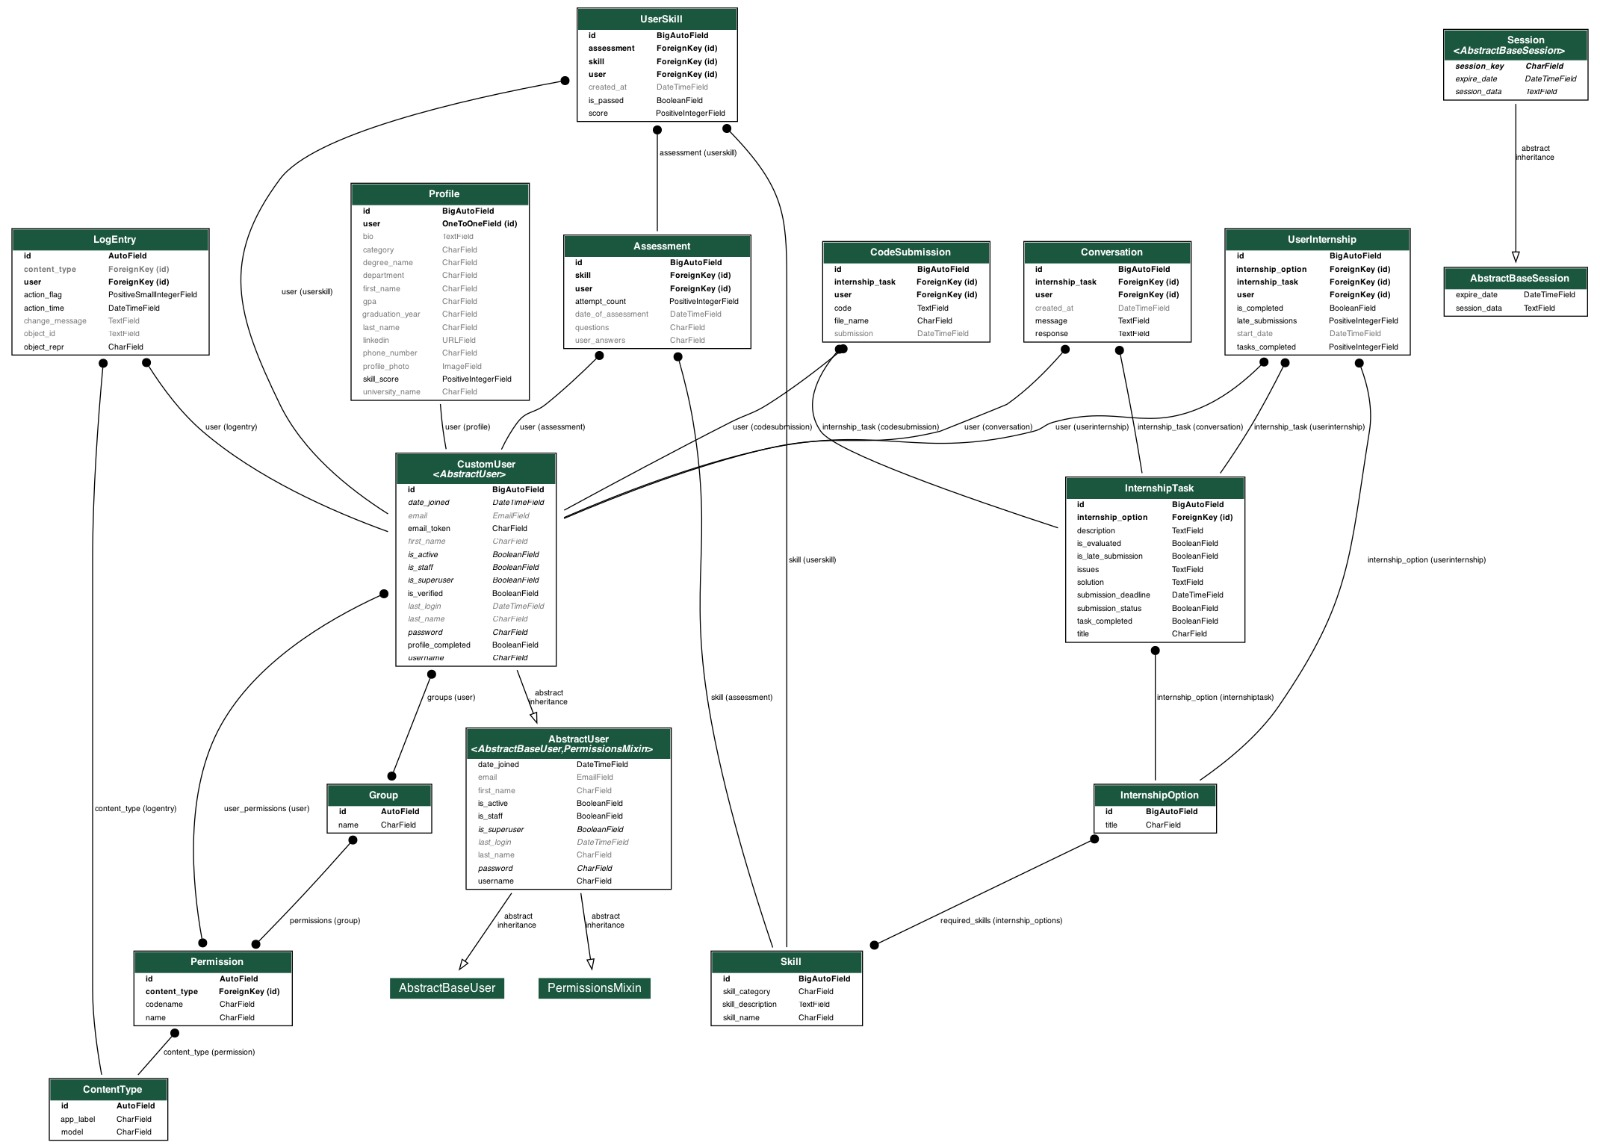 UserSkill
id BigAutoField
assessment ForeignKey (id)
skill ForeignKey (id)
user ForeignKey (id)
created_at DateTimeField
is_passed BooleanField
score PositiveIntegerField
Session
<AbstractBaseSession>
session_key CharField
expire_date DateTimeField
session_data TextField
assessment (userskill)
abstract
inheritance
Profile
id BigAutoField
user OneToOneField (id)
bio TextField
category CharField
degree_name CharField
department CharField
first_name CharField
gpa CharField
graduation_year CharField
last_name CharField
linkedin URLField
phone_number CharField
profile_photo ImageField
skill_score PositiveIntegerField
university_name CharField
LogEntry
id AutoField
content_type ForeignKey (id)
user ForeignKey (id)
action_flag PositiveSmallIntegerField
action_time DateTimeField
change_message TextField
object_id TextField
object_repr CharField
user (userskill)
Assessment
id BigAutoField
skill ForeignKey (id)
user ForeignKey (id)
attempt_count PositiveIntegerField
date_of_assessment DateTimeField
questions CharField
user_answers CharField
CodeSubmission
id BigAutoField
internship_task ForeignKey (id)
user ForeignKey (id)
code TextField
file_name CharField
submission DateTimeField
Conversation
id BigAutoField
internship_task ForeignKey (id)
user ForeignKey (id)
created_at DateTimeField
message TextField
response TextField
UserInternship
id BigAutoField
internship_option ForeignKey (id)
internship_task ForeignKey (id)
user ForeignKey (id)
is_completed BooleanField
late_submissions PositiveIntegerField
start_date DateTimeField
tasks_completed PositiveIntegerField
AbstractBaseSession
expire_date DateTimeField
session_data TextField
user (logentry)
user (profile)
user (assessment)
user (codesubmission)
internship_task (codesubmission)
user (conversation)
user (userinternship)
internship_task (conversation)
internship_task (userinternship)
CustomUser
<AbstractUser>
id BigAutoField
date_joined DateTimeField
email EmailField
email_token CharField
first_name CharField
is_active BooleanField
is_staff BooleanField
is_superuser BooleanField
is_verified BooleanField
last_login DateTimeField
last_name CharField
password CharField
profile_completed BooleanField
username CharField
skill (userskill)
InternshipTask
id BigAutoField
internship_option ForeignKey (id)
description TextField
is_evaluated BooleanField
is_late_submission BooleanField
issues TextField
solution TextField
submission_deadline DateTimeField
submission_status BooleanField
task_completed BooleanField
title CharField
internship_option (userinternship)
groups (user)
abstract
inheritance
skill (assessment)
internship_option (internshiptask)
AbstractUser
<AbstractBaseUser,PermissionsMixin>
date_joined DateTimeField
email EmailField
first_name CharField
is_active BooleanField
is_staff BooleanField
is_superuser BooleanField
last_login DateTimeField
last_name CharField
password CharField
username CharField
content_type (logentry)
user_permissions (user)
Group
id AutoField
name CharField
InternshipOption
id BigAutoField
title CharField
permissions (group)
abstract
inheritance
abstract
inheritance
required_skills (internship_options)
Permission
id AutoField
content_type ForeignKey (id)
codename CharField
name CharField
AbstractBaseUser
PermissionsMixin
Skill
id BigAutoField
skill_category CharField
skill_description TextField
skill_name CharField
content_type (permission)
ContentType
id AutoField
app_label CharField
model CharField